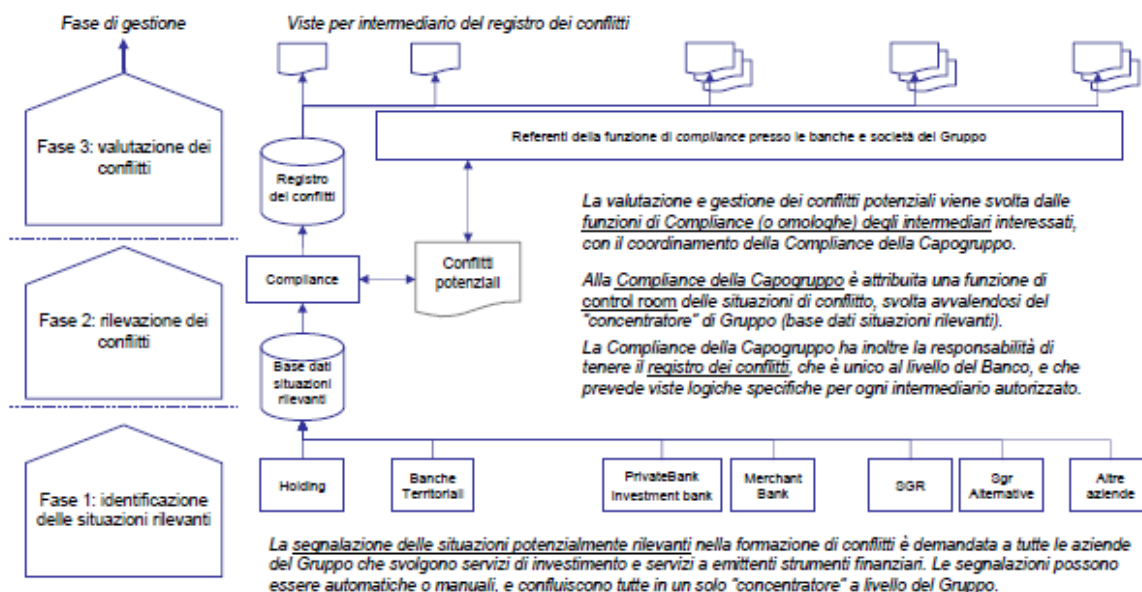 Fase di gestione
Viste per intermediario del registro dei conflitti
Fase 3: valutazione dei
conflitti
Referenti della funzione di compliance presso le banche e società del Gruppo
Registro
dei conflitti
La valutazione e gestione dei conflitti potenziali viene svolta dalle
funzioni di Compliance (o omologhe) degli intermediari interessati,
con il coordinamento della Compliance della Capogruppo.
Compliance
Conflitti
potenziali
Alla Compliance della Capogruppo è attribuita una funzione di
control room delle situazioni di conflitto, svolta avvalendosi del
"concentratore" di Gruppo (base dati situazioni rilevanti).
Fase 2: rilevazione dei
conflitti
La Compliance della Capogruppo ha inoltre la responsabilità di
tenere il registro dei conflitti, che è unico al livello del Banco, e che
prevede viste logiche specifiche per ogni intermediario autorizzato.
Base dati
situazioni
rilevanti
Fase 1: identificazione
delle situazioni rilevanti
Holding
Banche
Territoriali
PrivateBank
Investment bank
Merchant
Bank
SGR
Sgr
Alternative
Altre
aziende
La segnalazione delle situazioni potenzialmente rilevanti nella formazione di conflitti è demandata a tutte le aziende
del Gruppo che svolgono servizi di investimento e servizi a emittenti strumenti finanziari. Le segnalazioni possono
essere automatiche o manuali, e confluiscono tutte in un solo "concentratore" a livello del Gruppo.